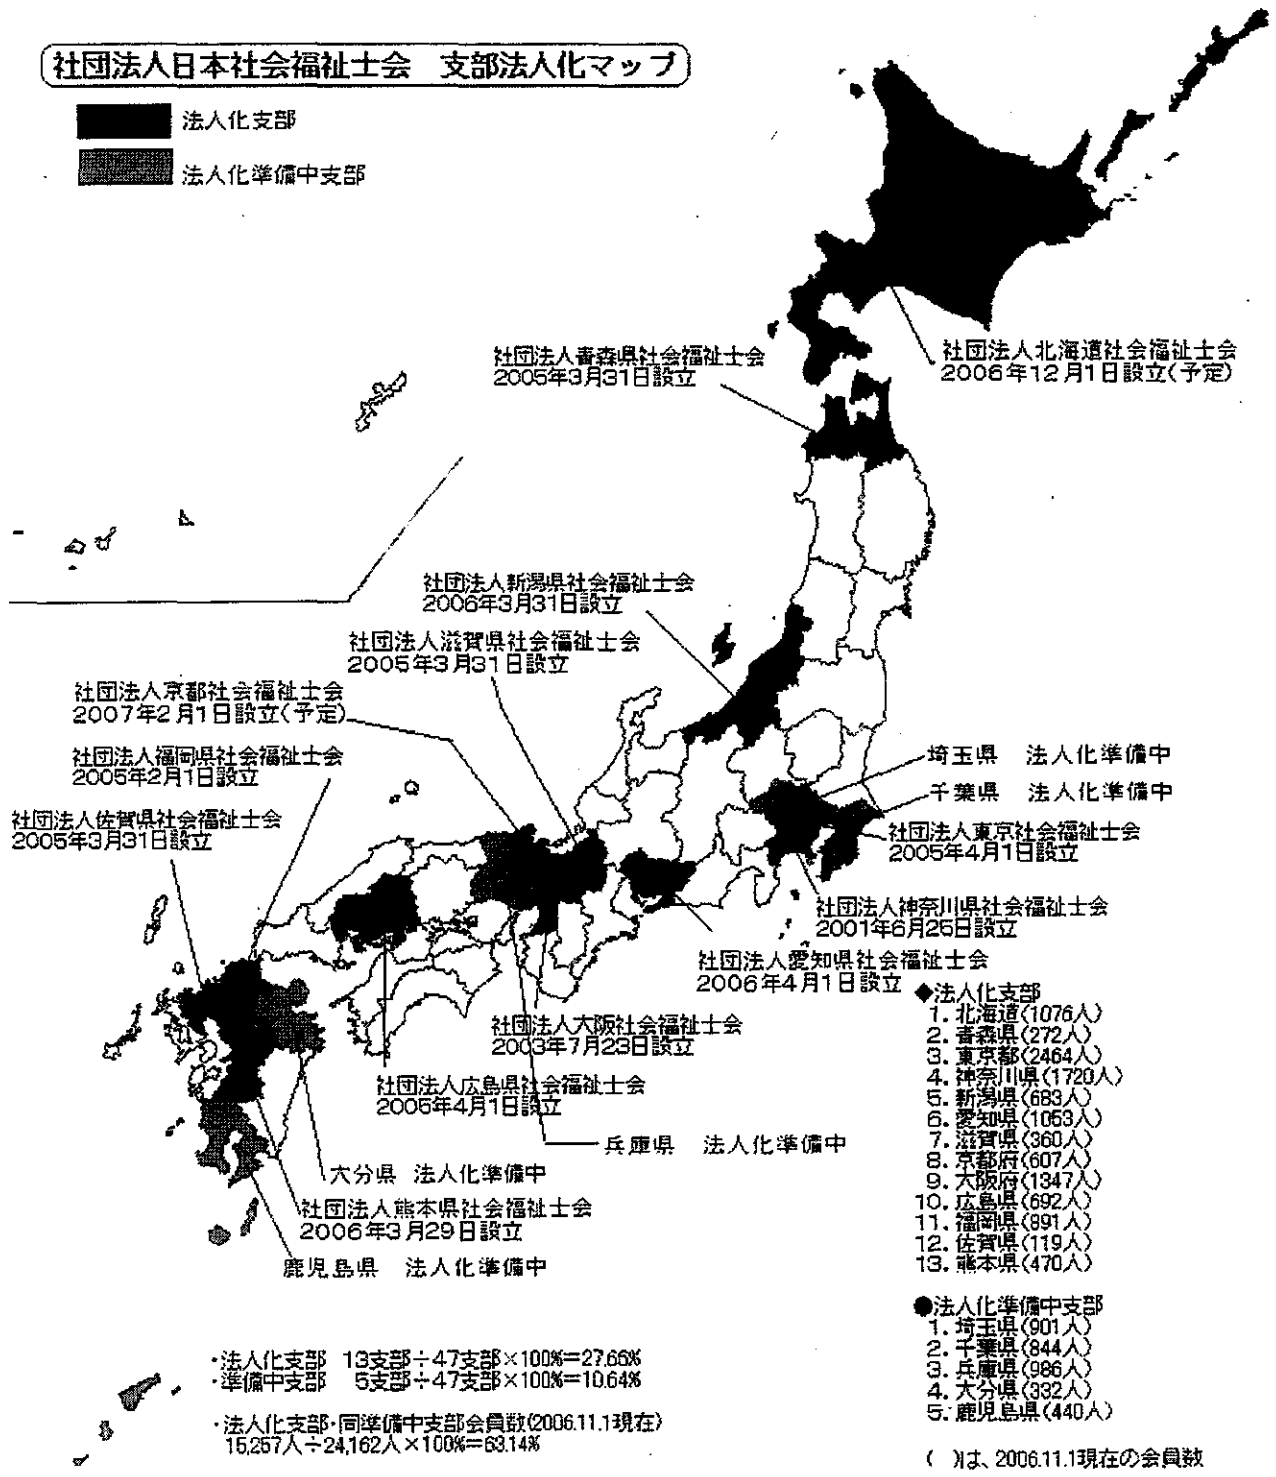 社団法人日本社会福祉士会　支部法人化マップ
法人化支部
法人化準備中支部
社団法人北海道社会福祉士会
2006年12月1日設立(予定)
社団法人青森県社会福祉士会
2005年3月31日設立
社団法人新潟県社会福祉士会
2006年3月31日設立
社団法人滋賀県社会福祉士会
2005年3月31日設立
社団法人京都社会福祉士会
2007年2月1日設立(予定)
社団法人福岡県社会福祉士会
2005年2月1日設立
社団法人佐賀県社会福祉士会
2005年3月31日設立
埼玉県　法人化準備中
千葉県　法人化準備中
社団法人東京社会福祉士会
2005年4月1日設立
社団法人神奈川県社会福祉士会
2001年6月25日設立
社団法人愛知県社会福祉士会
2006年4月1日設立
社団法人大阪社会福祉士会
2003年7月23日設立
社団法人広島県社会福祉士会
2005年4月1日設立
兵庫県　法人化準備中
大分県　法人化準備中
社団法人熊本県社会福祉士会
2006年3月29日設立
鹿児島県　法人化準備中
◆法人化支部
1. 北海道(1076人)
2. 青森県(272人)
3. 東京都(2464人)
4. 神奈川県(1720人)
5. 新潟県(683人)
6. 愛知県(1053人)
7. 滋賀県(360人)
8. 京都府(607人)
9. 大阪府(1347人)
10. 広島県(692人)
11. 福岡県(891人)
12. 佐賀県(119人)
13. 熊本県(470人)
●法人化準備中支部
1. 埼玉県(901人)
2. 千葉県(844人)
3. 兵庫県(986人)
4. 大分県(332人)
5. 鹿児島県(440人)
( )は、2006.11.1現在の会員数
・法人化支部　13支部÷47支部×100%=27.66%
・準備中支部　5支部÷47支部×100%=10.64%
・法人化支部・同準備中支部会員数(2006.11.1現在)
15,257人÷24,162人×100%=63.14%